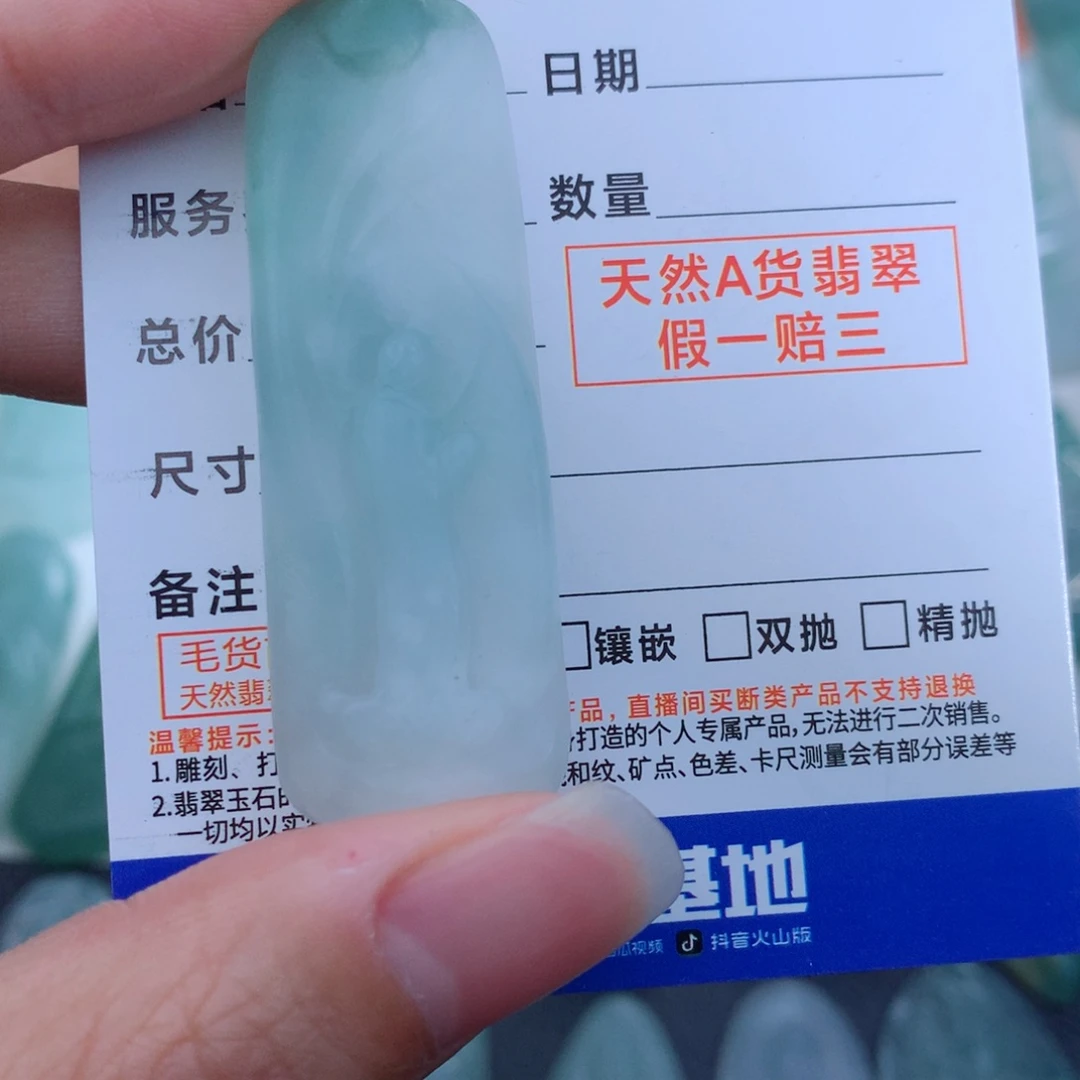 日期
服务
数量
天然A货翡翠
假一赔三
总价
尺寸
备注
镶嵌 双抛 精抛
毛货
天然翡
产品，直播间买断类产品不支持退换
温馨提示：
打造的个人专属产品,无法进行二次销售。
1.雕刻、打
和纹、矿点、色差、卡尺测量会有部分误差等
2.翡翠玉石
一切均以实
基地
瓜视频 抖音火山版